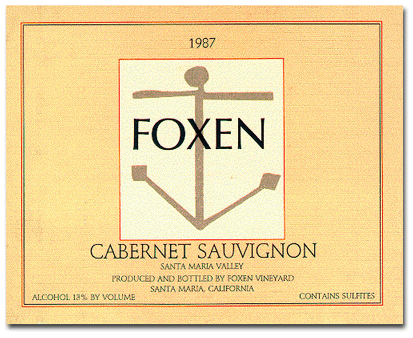 1987
FOXEN
CABERNET SAUVIGNON
SANTA MARIA VALLEY
PRODUCED AND BOTTLED BY FOXEN VINEYARD
SANTA MARIA, CALIFORNIA
ALCOHOL 13% BY VOLUME
CONTAINS SULFITES